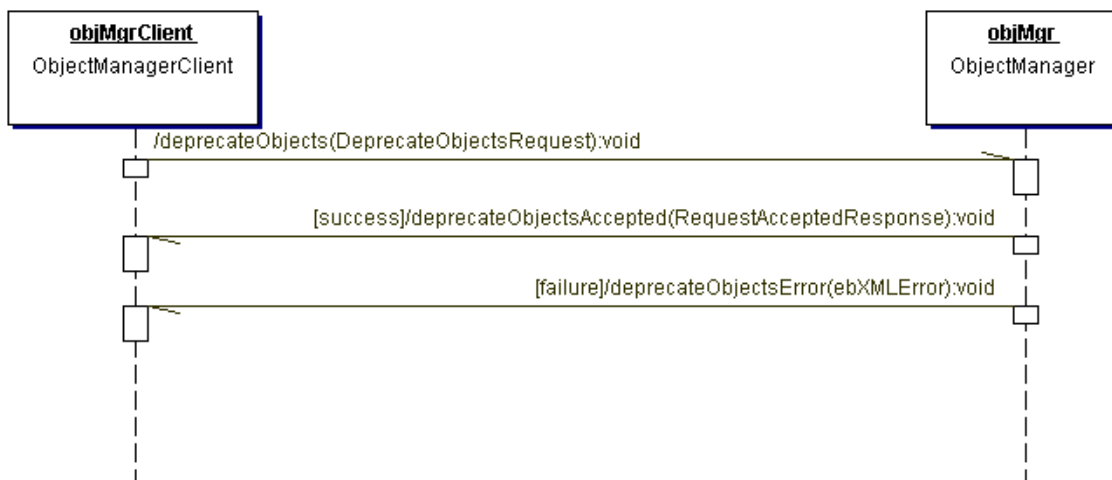 objMgrClient
ObjectManagerClient
objMgr
ObjectManager
/deprecateObjects(DeprecateObjectsRequest):void
[success]/deprecateObjectsAccepted(RequestAcceptedResponse):void
[failure]/deprecateObjectsError(ebXMLError):void